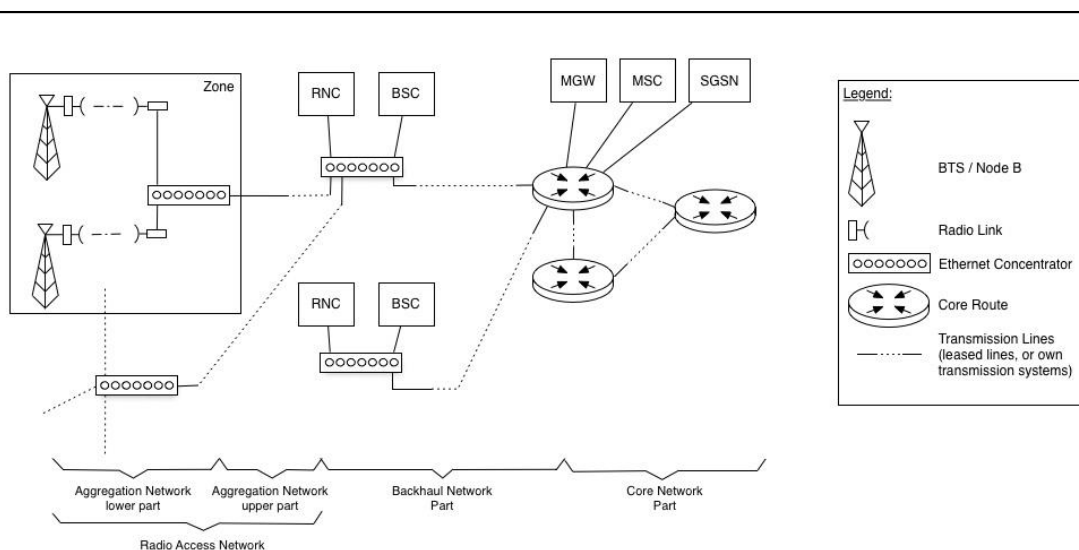 Zone
RNC
BSC
MGW
MSC
SGSN
RNC
BSC
Legend:
BTS / Node B
Radio Link
Ethernet Concentrator
Core Route
Transmission Lines
(leased lines, or own
transmission systems)
Aggregation Network
lower part
Aggregation Network
upper part
Backhaul Network
Part
Core Network
Part
Radio Access Network